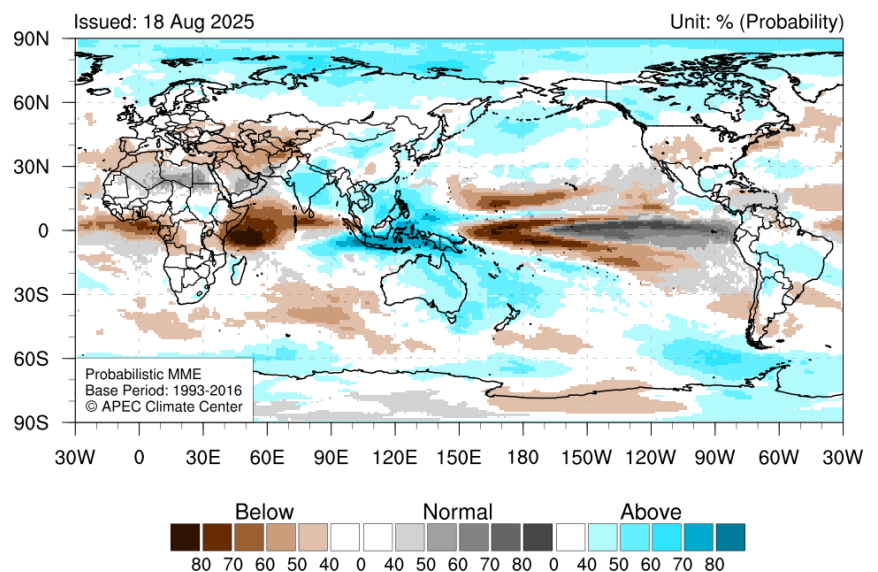 Issued: 18 Aug 2025 Unit: % (Probability)
90N
60N
30N
0
30S
60S
90S
Probabilistic MME
Base Period: 1993-2016
© APEC Climate Center
30W 0 30E 60E 90E 120E 150E 180 150W 120W 90W 60W 30W
Below Normal Above
80 70 60 50 40 0 40 50 60 70 80 0 40 50 60 70 80